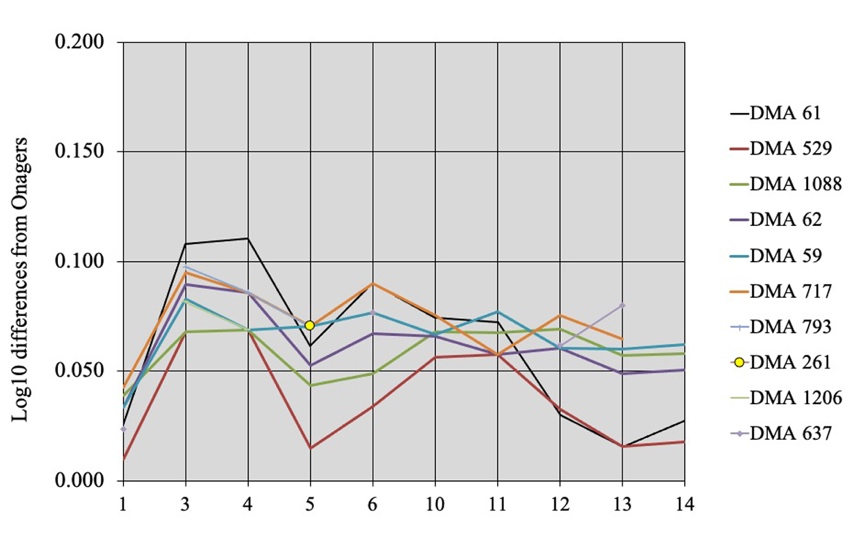 Log10 differences from Onagers
0.200
0.150
0.100
0.050
0.000
1 3 4 5 6 10 11 12 13 14
DMA 61
DMA 529
DMA 1088
DMA 62
DMA 59
DMA 717
DMA 793
DMA 261
DMA 1206
DMA 637